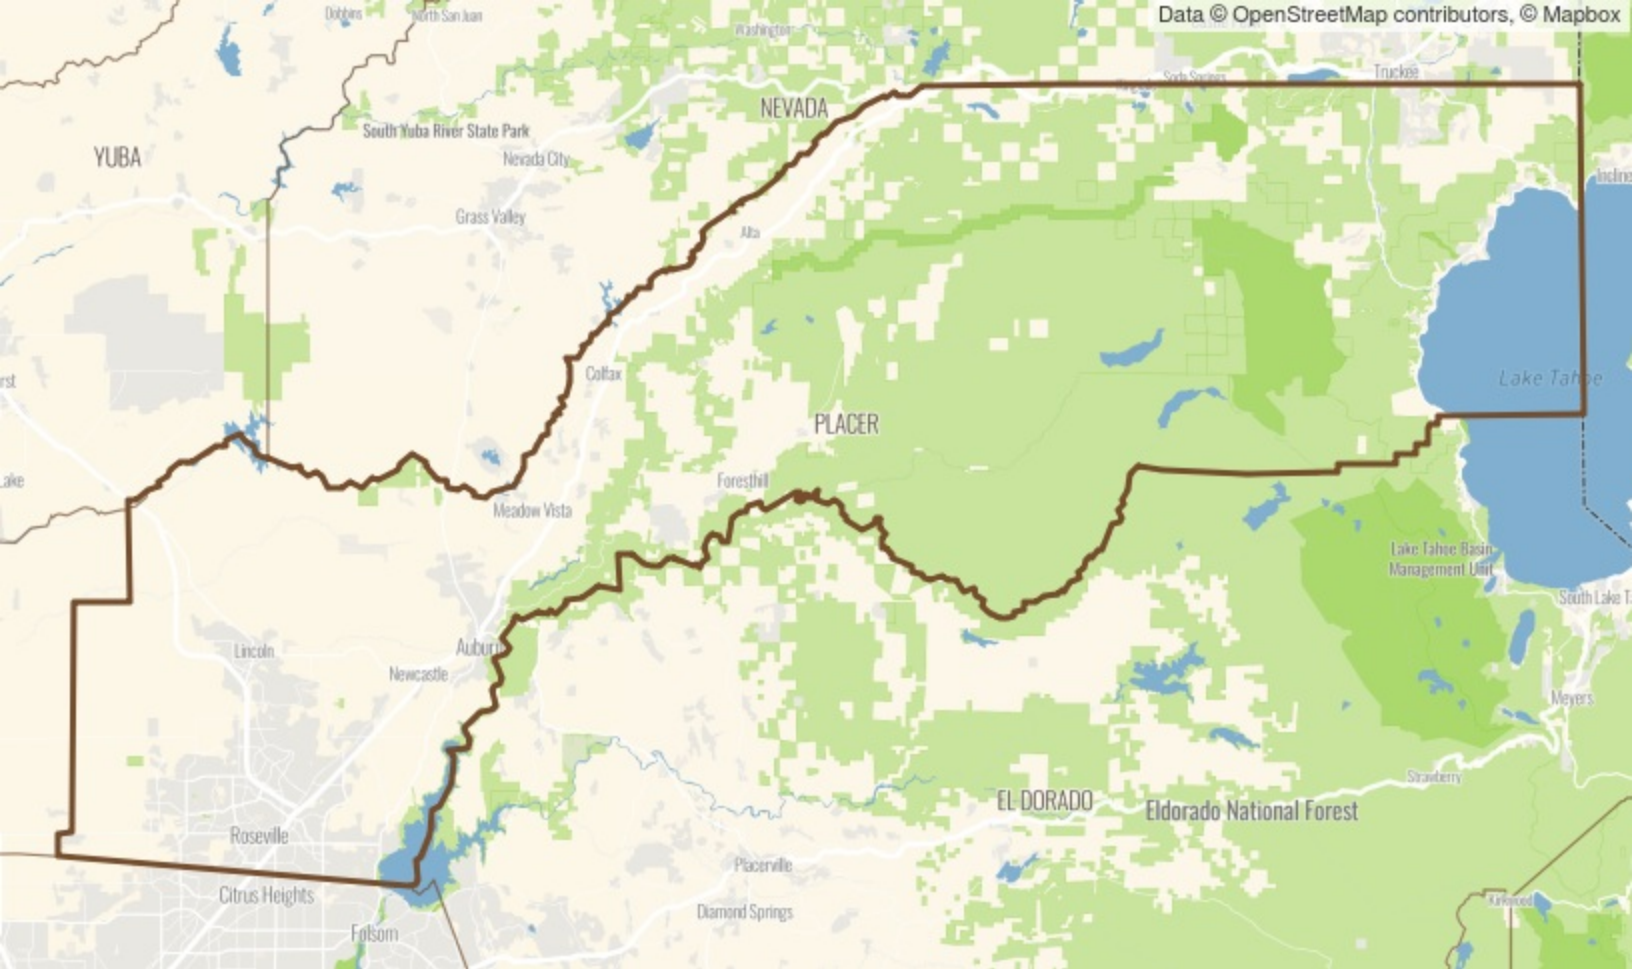 Data © OpenStreetMap contributors, © Mapbox
Dobbins
North San Juan
Washington
Soda Springs
Truckee
NEVADA
South Yuba River State Park
YUBA
Nevada City
Incline
Grass Valley
Alta
Colfax
rst
Lake Tahoe
PLACER
Lake
Foresthill
Meadow Vista
Lake Tahoe Basin
Management Unit
South Lake T
Lincoln
Auburn
Newcastle
Meyers
Strawberry
EL DORADO
Eldorado National Forest
Roseville
Placerville
Citrus Heights
Kirkwood
Diamond Springs
Folsom